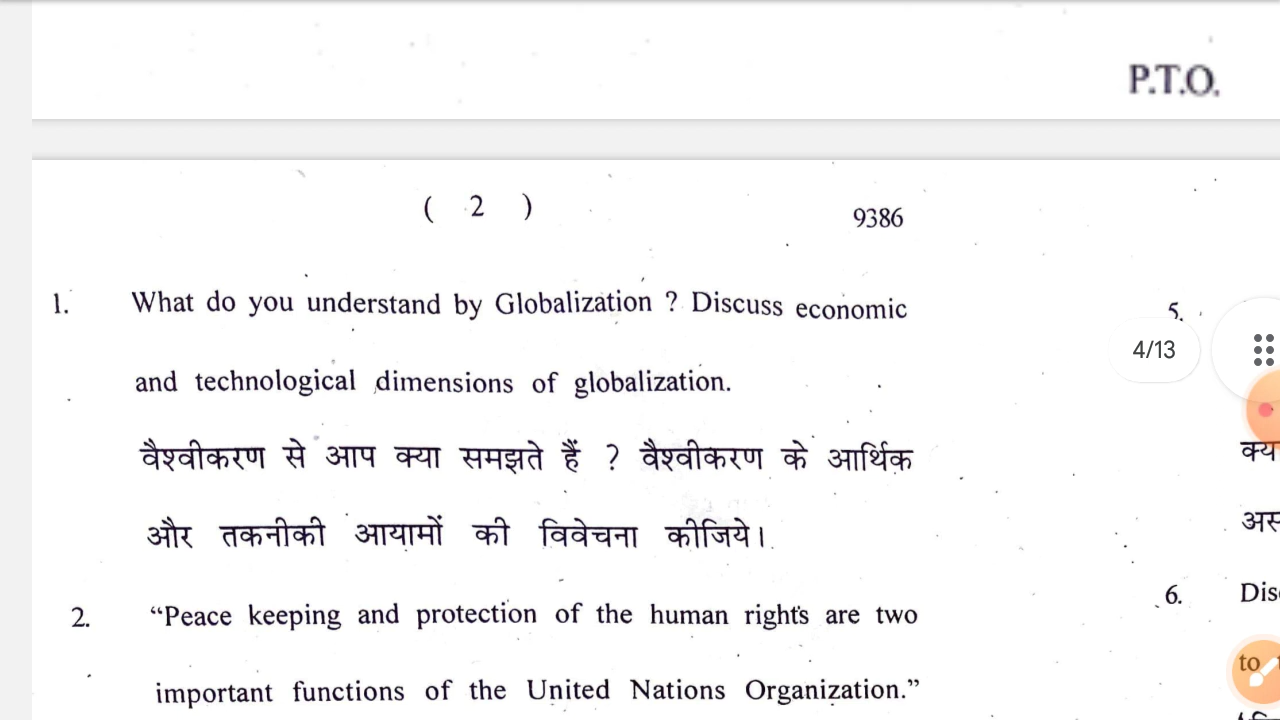 P.T.O.
( 2 )
9386
1. What do you understand by Globalization ? Discuss economic
and technological dimensions of globalization.
वैश्वीकरण से आप क्या समझते हैं ? वैश्वीकरण के आर्थिक
और तकनीकी आयामों की विवेचना कीजिये।
2. “Peace keeping and protection of the human rights are two
important functions of the United Nations Organization.”
5.
4/13
6.
to